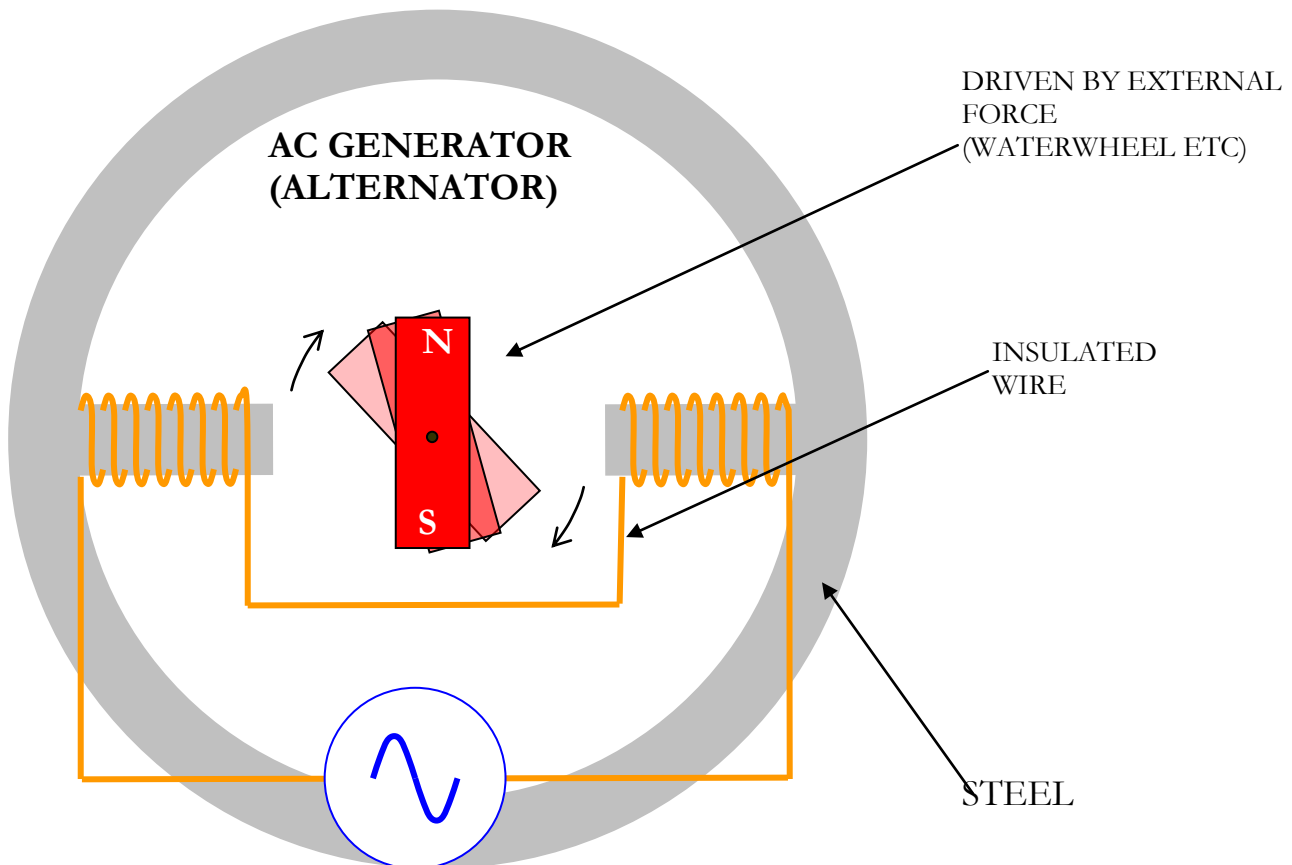 DRIVEN BY EXTERNAL
FORCE
(WATERWHEEL ETC)
AC GENERATOR
(ALTERNATOR)
N
S
INSULATED
WIRE
STEEL